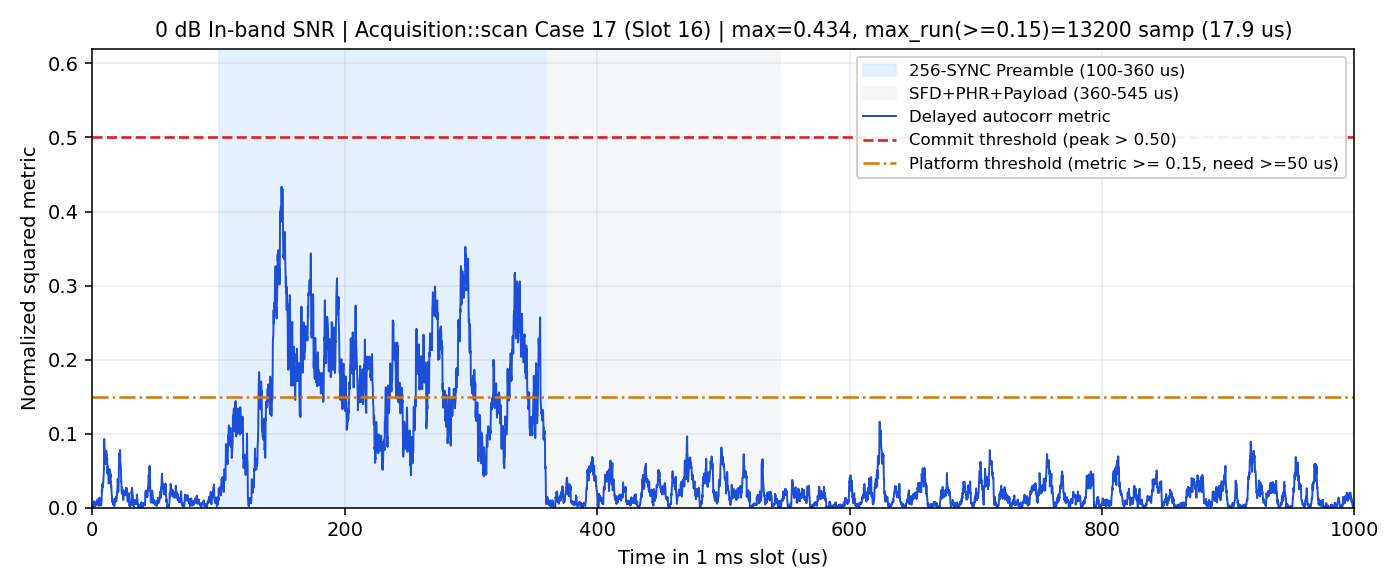 0 dB In-band SNR | Acquisition::scan Case 17 (Slot 16) | max=0.434, max_run(>=0.15)=13200 samp (17.9 us)
256-SYNC Preamble (100-360 us)
SFD+PHR+Payload (360-545 us)
Delayed autocorr metric
Commit threshold (peak > 0.50)
Platform threshold (metric >= 0.15, need >=50 us)
Normalized squared metric
0.6
0.5
0.4
0.3
0.2
0.1
0.0
0 200 400 600 800 1000
Time in 1 ms slot (us)